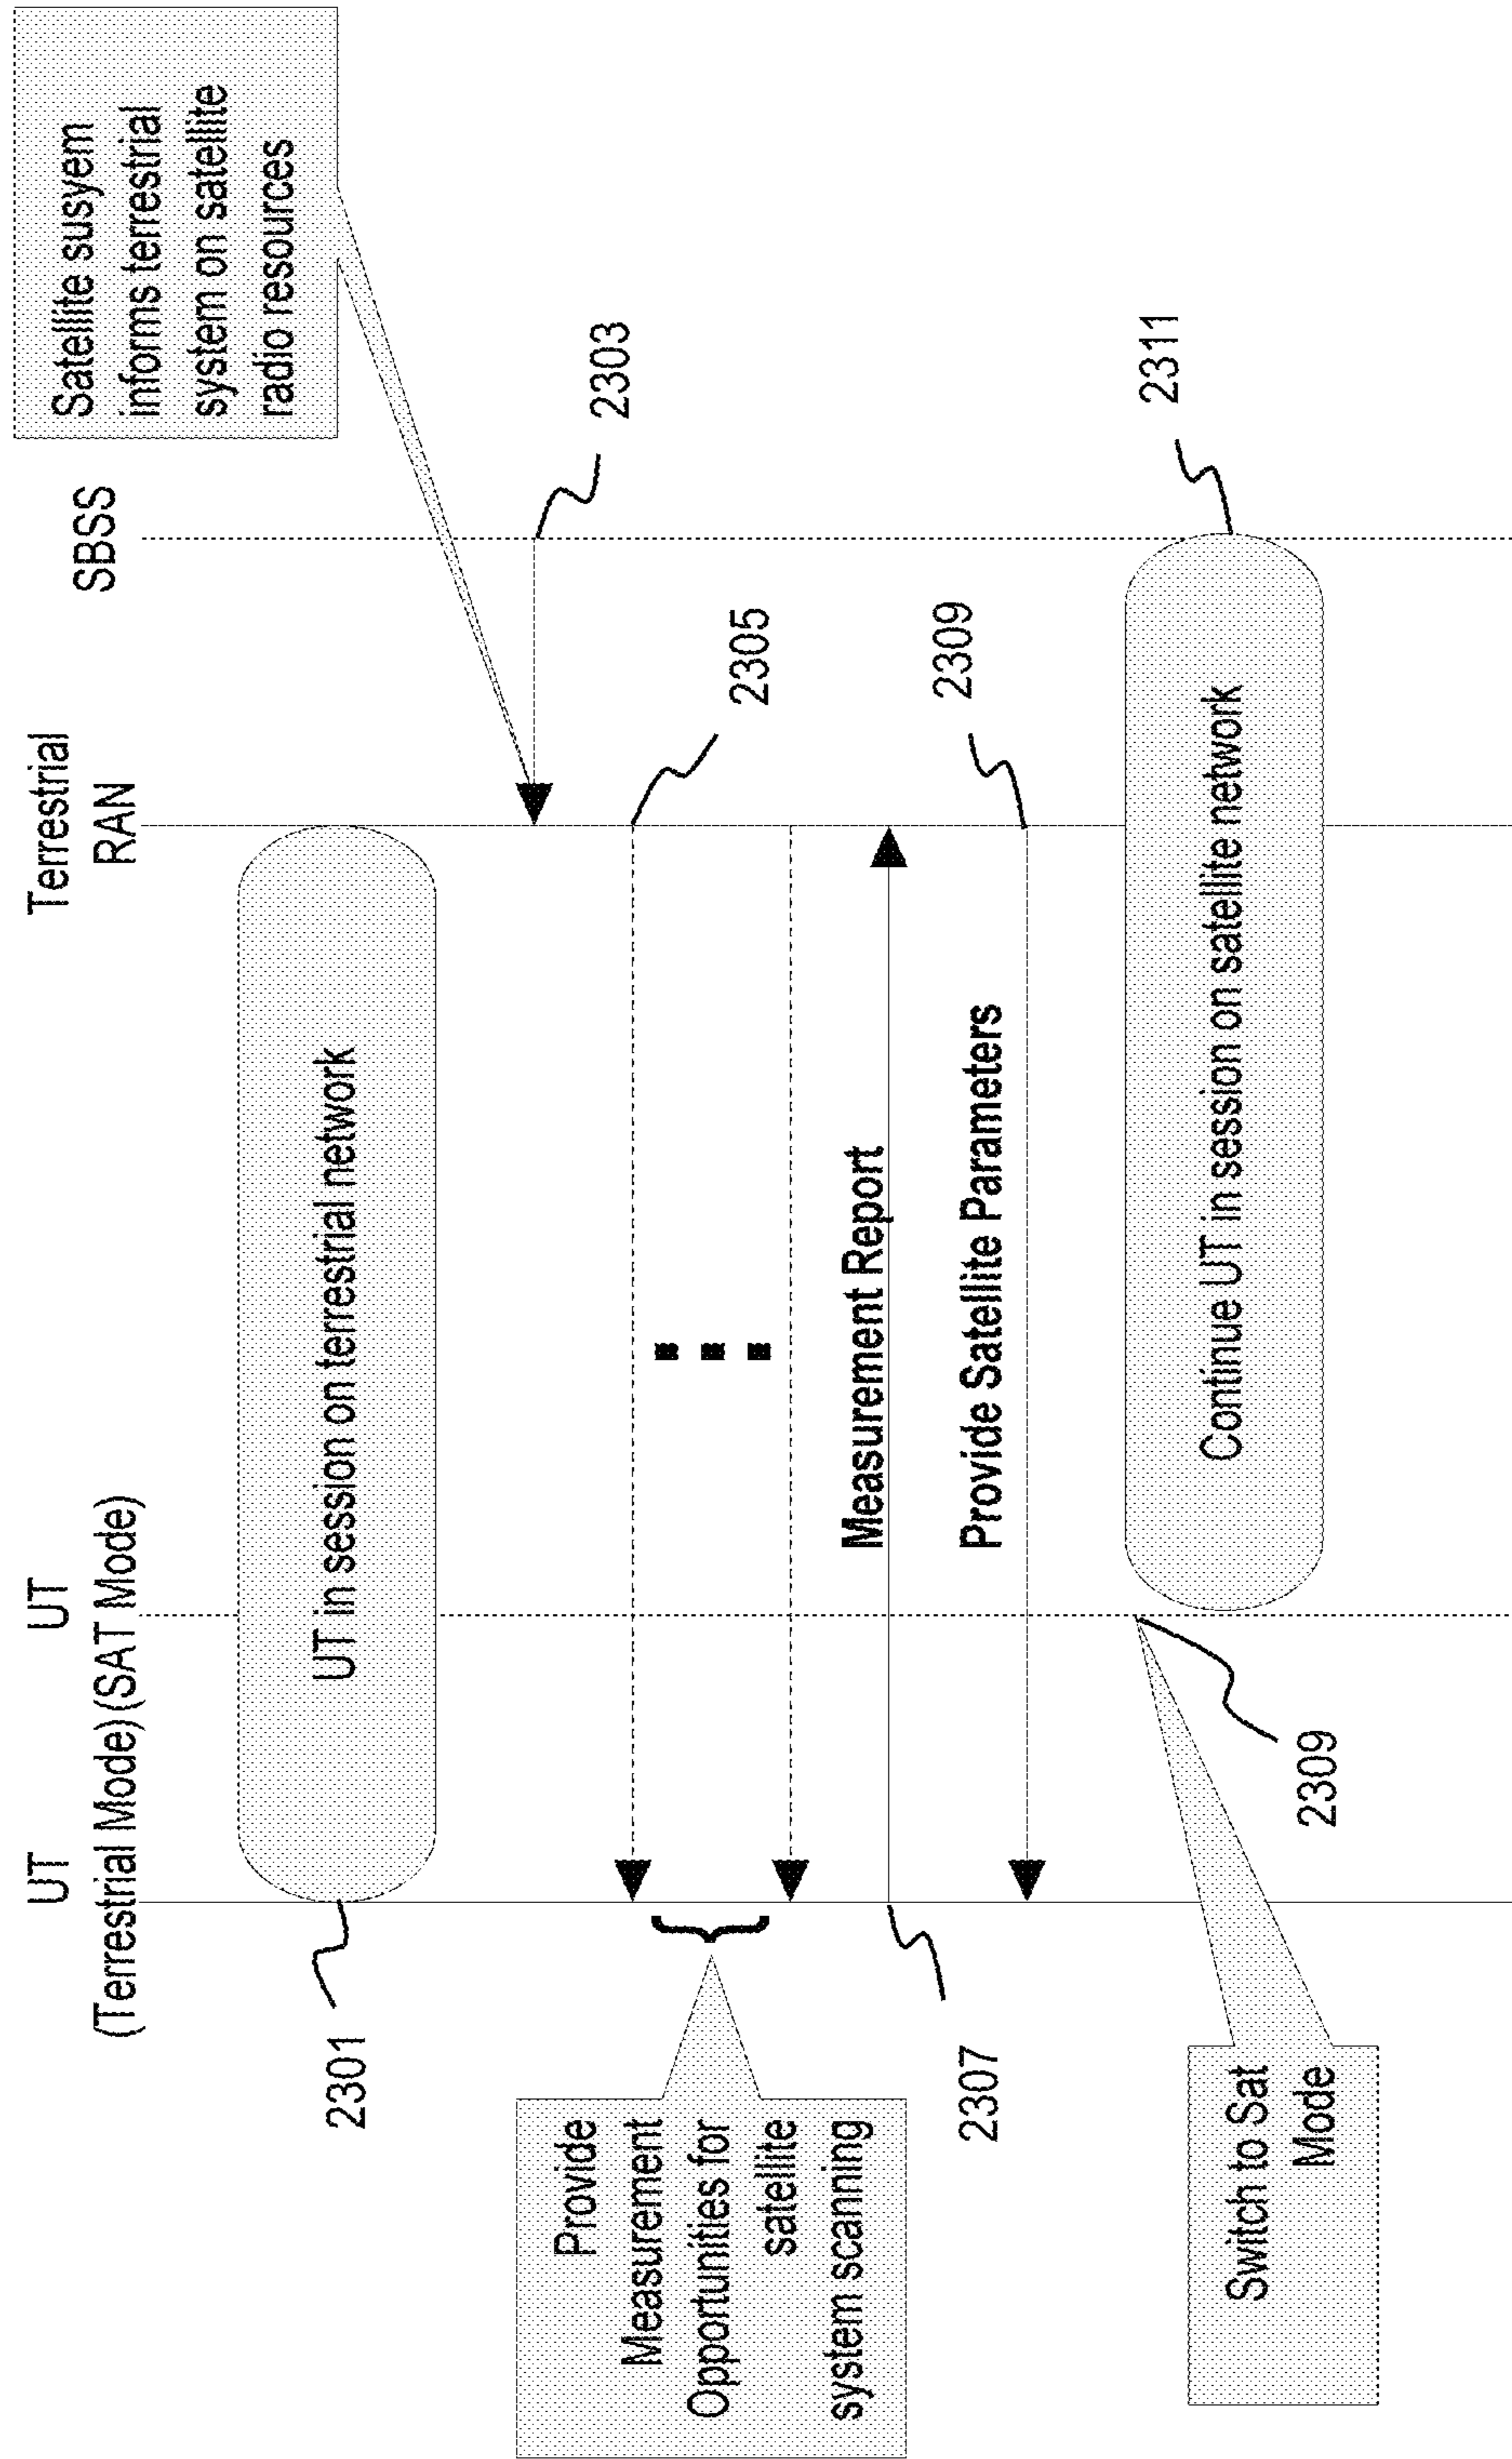 UT
(Terrestrial Mode)
UT
(SAT Mode)
Terrestrial
RAN
SBSS
Satellite susyem
informs terrestrial
system on satellite
radio resources
UT in session on terrestrial network
2301
2303
2305
Provide
Measurement
Opportunities for
satellite
system scanning
Measurement Report
2307
Provide Satellite Parameters
2309
Switch to Sat
Mode
2309
Continue UT in session on satellite network
2311